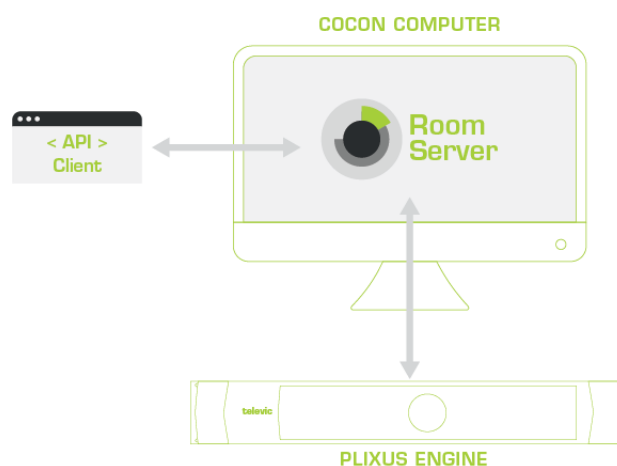 COCON COMPUTER
< API >
Client
Room
Server
televic
PLIXUS ENGINE